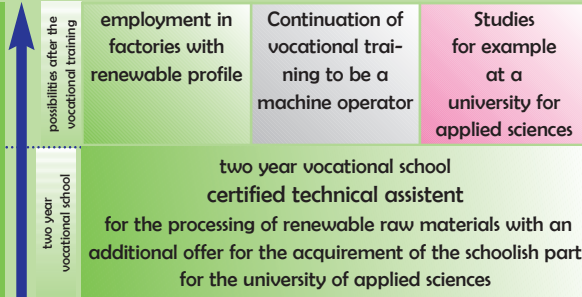 possibilities after the
vocational training
employment in
factories with
renewable profile
Continuation of
vocational trai-
ning to be a
machine operator
Studies
for example
at a
university for
applied sciences
two year
vocational school
two year vocational school
certified technical assistent
for the processing of renewable raw materials with an
additional offer for the acquirement of the schoolish part
for the university of applied sciences